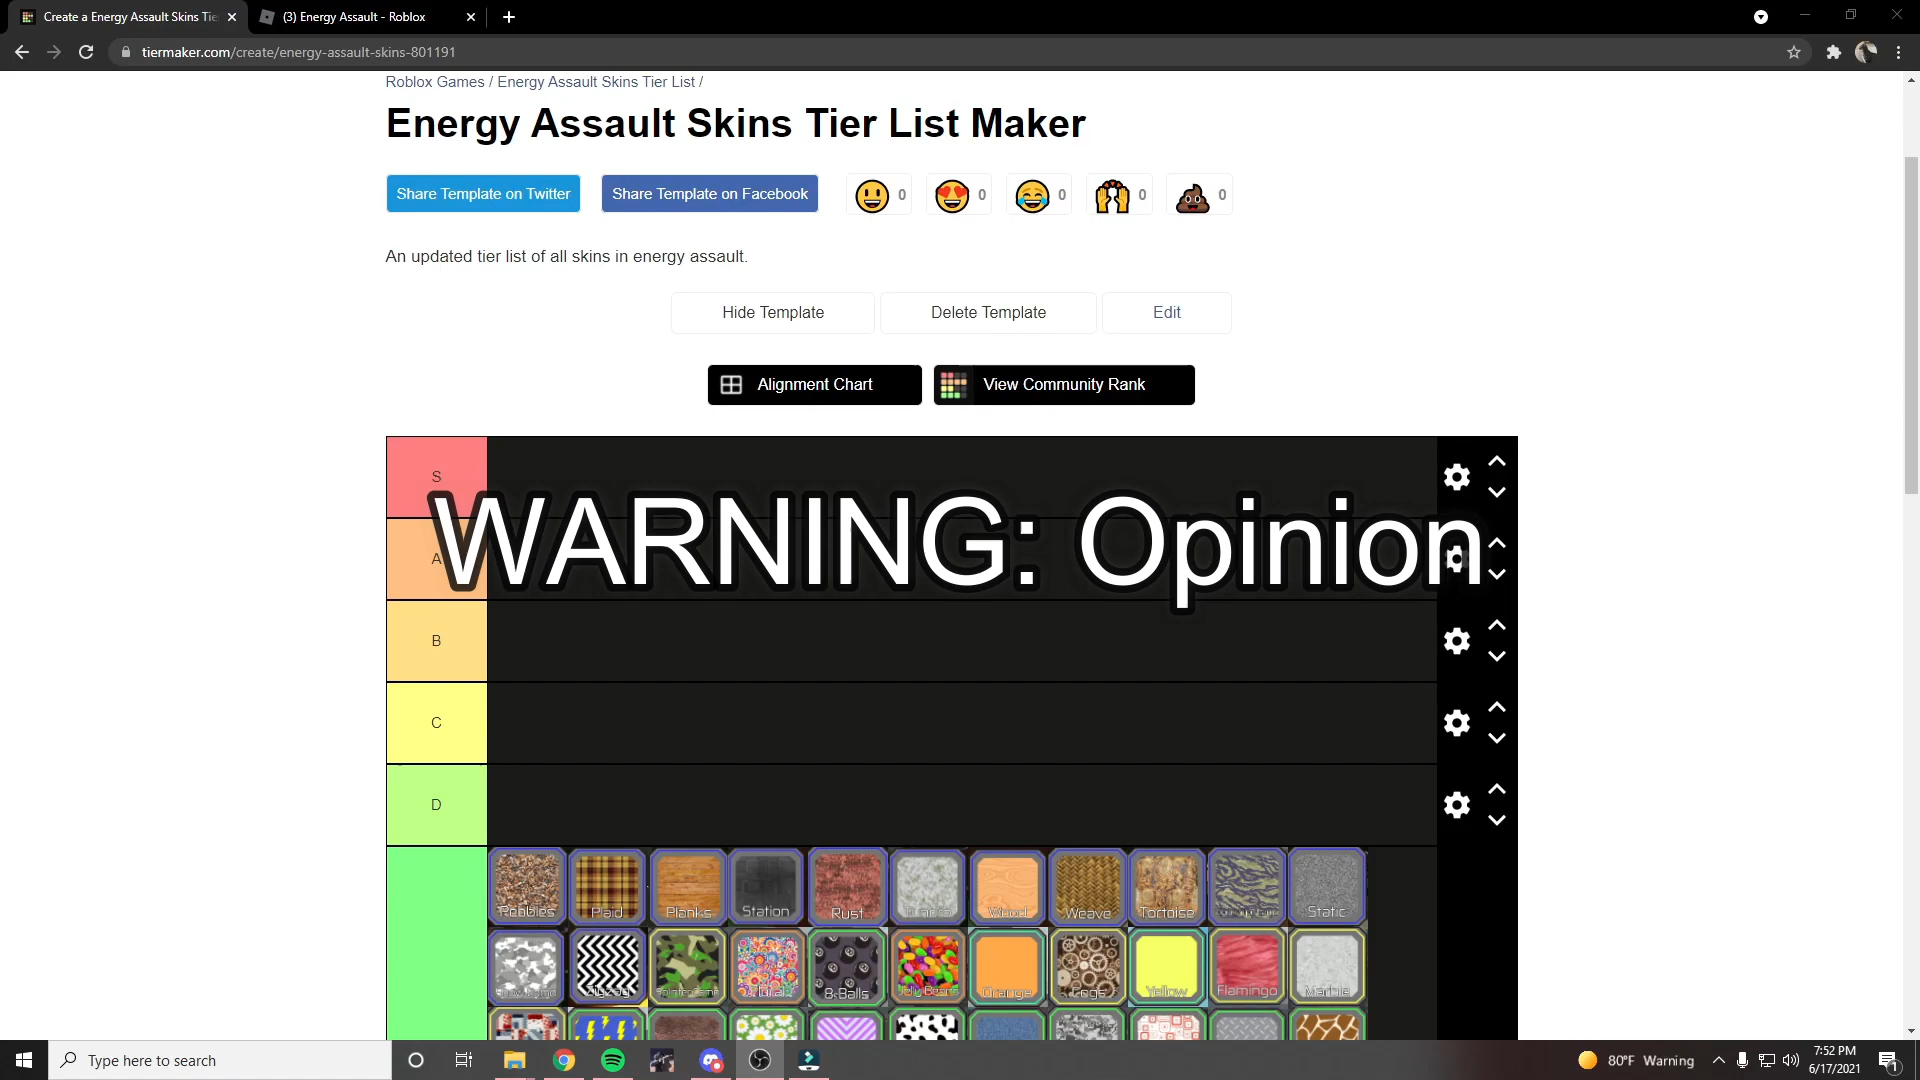 Create a Energy Assault Skins Tie
(3) Energy Assault - Roblox
tiermaker.com/create/energy-assault-skins-801191
Roblox Games / Energy Assault Skins Tier List /
Energy Assault Skins Tier List Maker
Share Template on Twitter
Share Template on Facebook
0
0
0
0
0
An updated tier list of all skins in energy assault.
Hide Template
Delete Template
Edit
Alignment Chart
View Community Rank
S
WARNING: Opinion
A
B
C
D
Pebbles Plaid Planks Station Rust Wood Weave Tortoise Static
Zigzag 8-Balls Jelly Beans Orange Cogs Yellow Flamingo Marble
Type here to search
80°F Warning
7:52 PM
6/17/2021
1